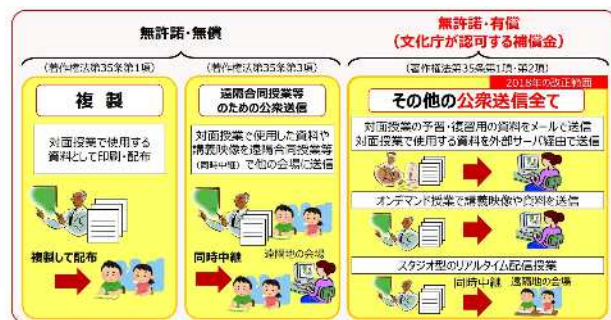 無許諾・無償
(著作権法第35条第1項)
複製
対面授業で使用する
資料として印刷・配布
複製して配布
(著作権法第35条第3項)
遠隔合同授業等
のための公衆送信
対面授業で使用した資料や
講義映像を遠隔合同授業等
(同時中継)で他の会場に送信
同時中継
遠隔地の会場
無許諾・有償
(文化庁が認可する補償金)
(著作権法第35条第1項・第2項)
2018年の改正範囲
その他の公衆送信全て
対面授業の予習・復習用の資料をメールで送信
対面授業で使用する資料を外部サーバ経由で送信
オンデマンド授業で講義映像や資料を送信
スタジオ型のリアルタイム配信授業
同時中継
遠隔地の会場